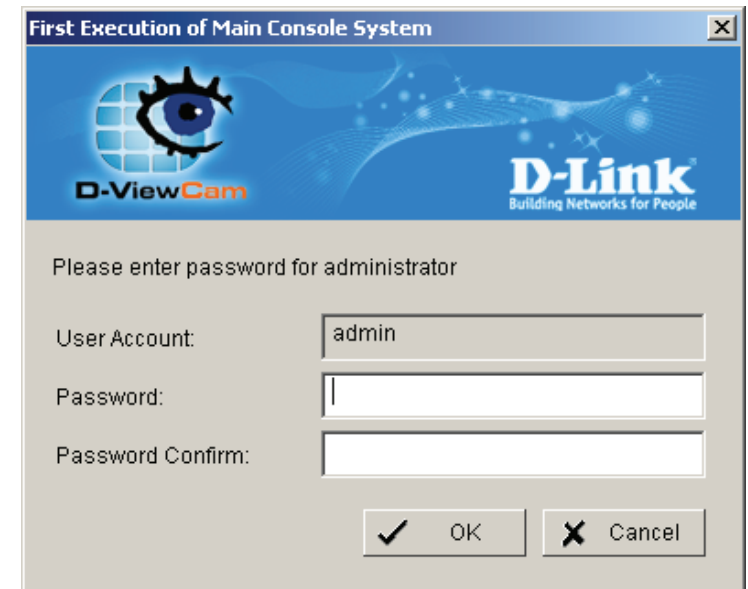 First Execution of Main Console System
D-ViewCam
D-Link
Building Networks for People
Please enter password for administrator
User Account:
admin
Password:
Password Confirm:
OK
Cancel